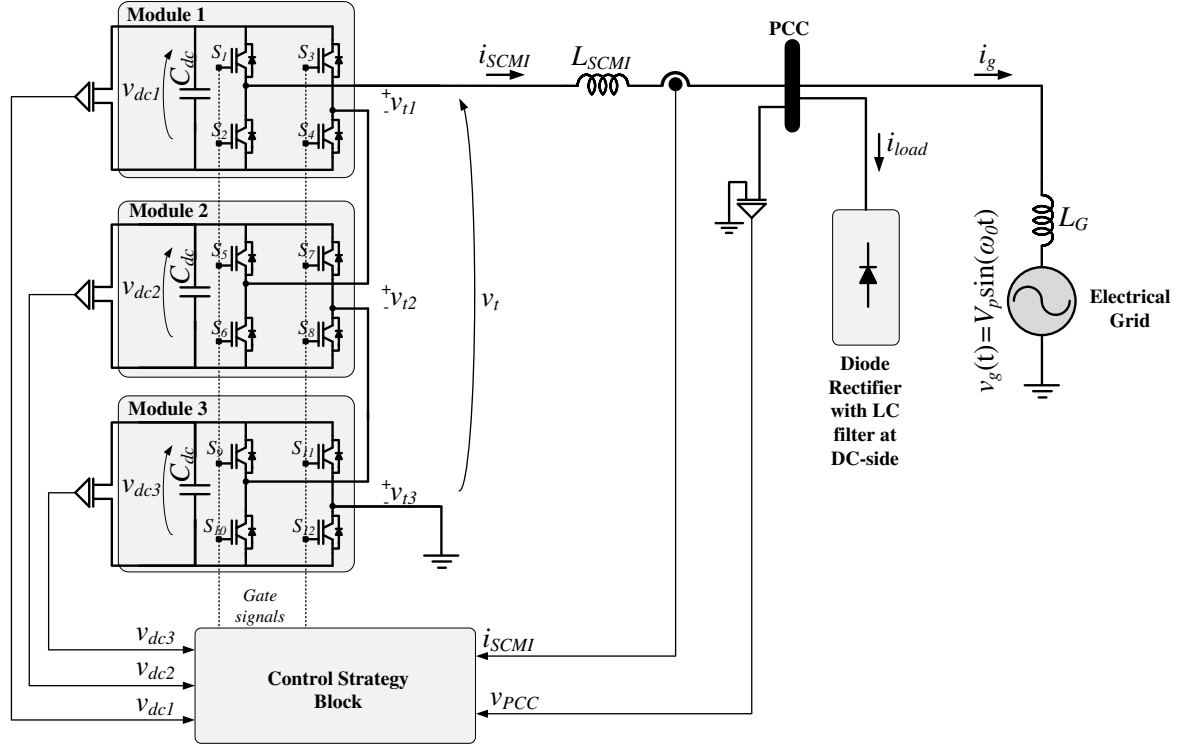 Module 1
v_dc1
C_dc
S_1
S_3
S_2
S_4
+
-
v_t1
i_SCMI
L_SCMI
PCC
i_g
i_load
Module 2
v_dc2
C_dc
S_5
S_7
S_6
S_8
+
-
v_t2
v_t
L_G
v_g(t)=V_p sin(ω_0t)
Electrical
Grid
Diode
Rectifier
with LC
filter at
DC-side
Module 3
v_dc3
C_dc
S_9
S_11
S_10
S_12
+
-
v_t3
Gate
signals
v_dc3
v_dc2
v_dc1
Control Strategy
Block
i_SCMI
v_PCC